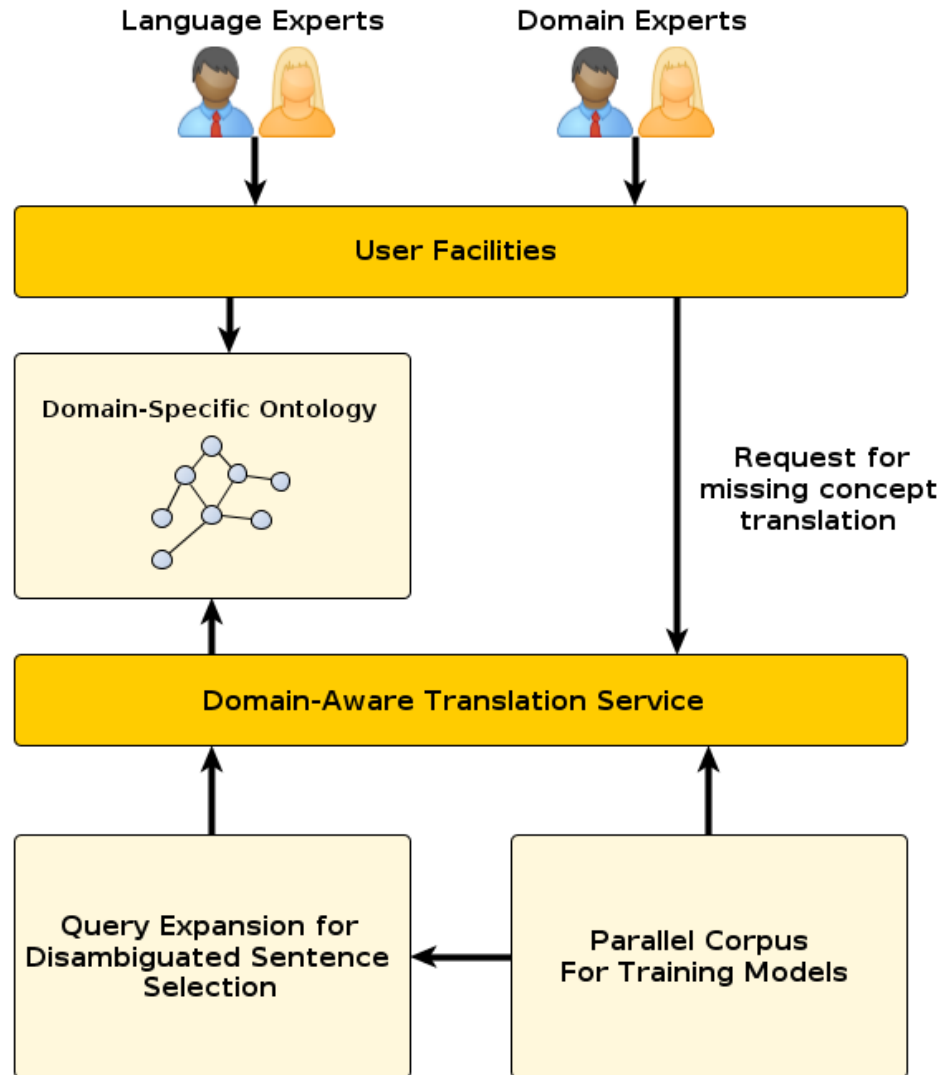 Language Experts
Domain Experts
User Facilities
Domain-Specific Ontology
Request for
missing concept
translation
Domain-Aware Translation Service
Query Expansion for
Disambiguated Sentence
Selection
Parallel Corpus
For Training Models